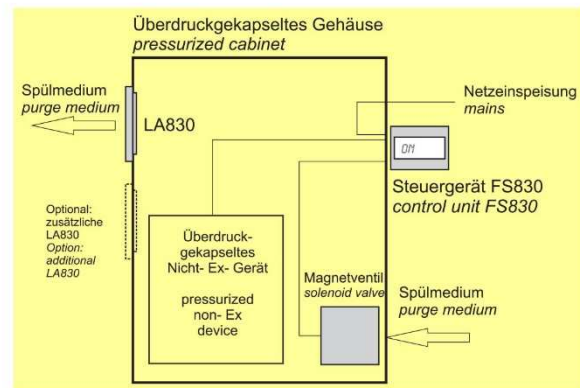 Überdruckgekapseltes Gehäuse
pressurized cabinet
Spülmedium
purge medium
LA830
Netzeinspeisung
mains
ON
Steuergerät FS830
control unit FS830
Optional:
zusätzliche
LA830
Option:
additional
LA830
Überdruck-
gekapseltes
Nicht- Ex- Gerät
pressurized
non- Ex
device
Magnetventil
solenoid valve
Spülmedium
purge medium